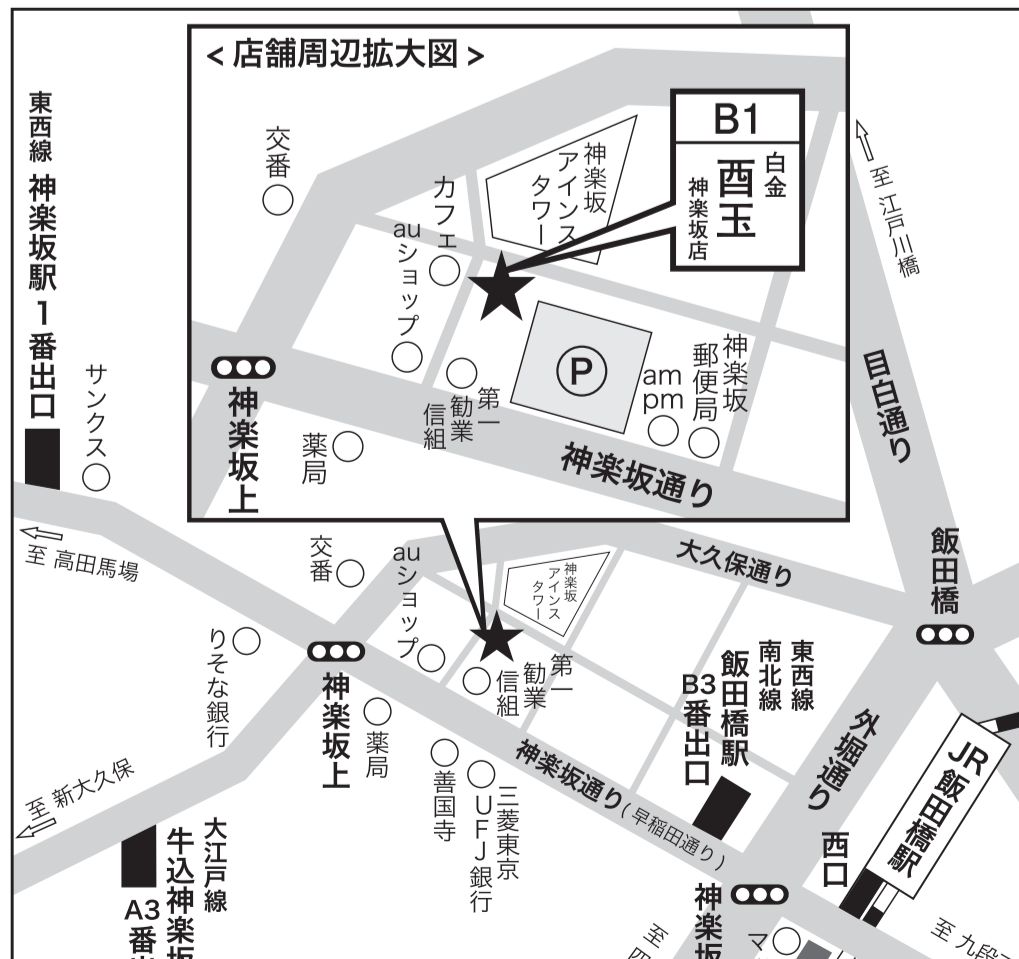 <店舗周辺拡大図>
東西線
神楽坂駅
1番出口
サンクス
交番
カフェ
auショップ
神楽坂
アインス
タワー
B1
白金
酉玉
神楽坂店
至 江戸川橋
目白通り
神楽坂上
薬局
第一
勧業
信組
P
am
pm
神楽坂
郵便局
神楽坂通り
至 高田馬場
交番
auショップ
神楽坂
アインス
タワー
大久保通り
飯田橋
りそな銀行
神楽坂上
薬局
第一
勧業
信組
東西線
南北線
飯田橋駅
B3番出口
外堀通り
JR 飯田橋駅
西口
善国寺
三菱東京
UFJ銀行
神楽坂通り(早稲田通り)
至 新大久保
大江戸線
牛込神楽坂
A3
番出
神楽坂
至
マ
至 九段